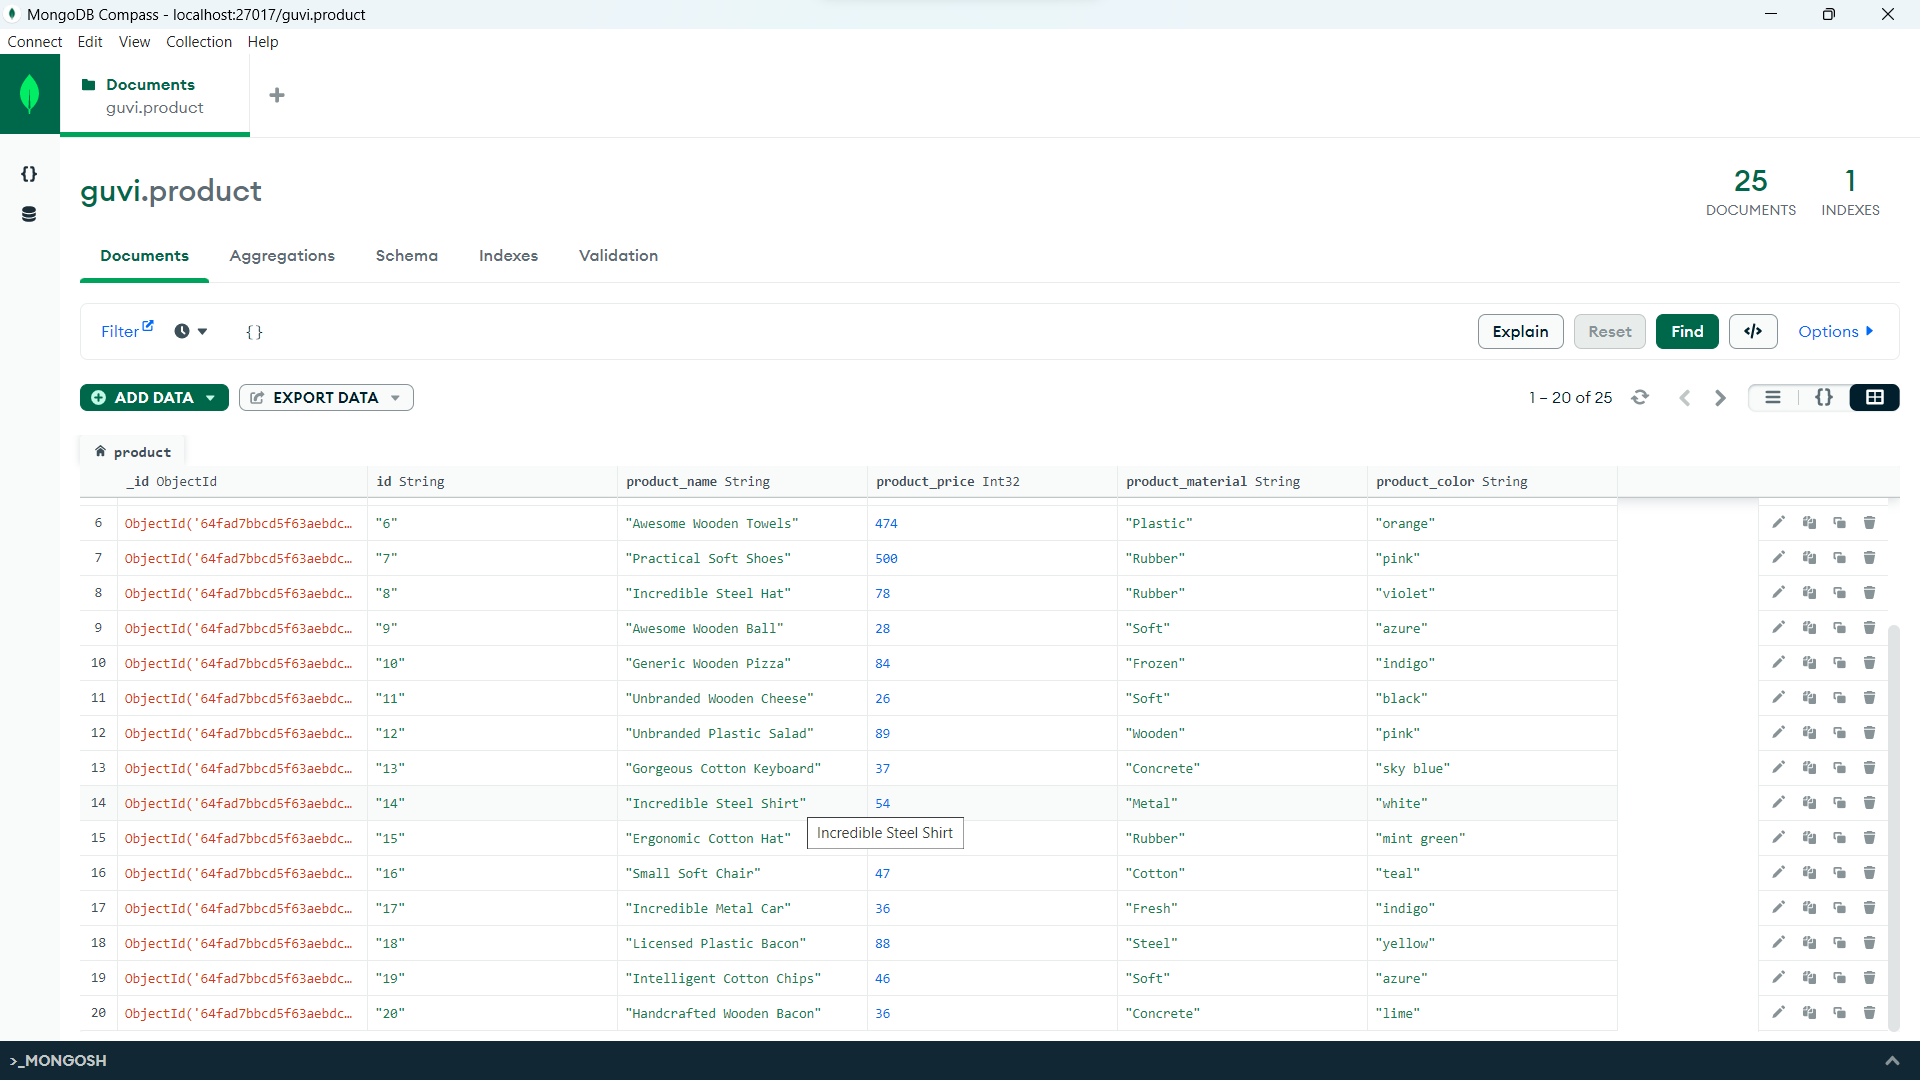 MongoDB Compass - localhost:27017/guvi.product
Connect Edit View Collection Help
Documents
guvi.product
guvi.product
25 1
DOCUMENTS INDEXES
Documents Aggregations Schema Indexes Validation
Filter {} Explain Reset Find </> Options
ADD DATA EXPORT DATA 1 – 20 of 25 {}
product
_id ObjectId id String product_name String product_price Int32 product_material String product_color String
6 ObjectId('64fad7bbcd5f63aebdc… "6" "Awesome Wooden Towels" 474 "Plastic" "orange"
7 ObjectId('64fad7bbcd5f63aebdc… "7" "Practical Soft Shoes" 500 "Rubber" "pink"
8 ObjectId('64fad7bbcd5f63aebdc… "8" "Incredible Steel Hat" 78 "Rubber" "violet"
9 ObjectId('64fad7bbcd5f63aebdc… "9" "Awesome Wooden Ball" 28 "Soft" "azure"
10 ObjectId('64fad7bbcd5f63aebdc… "10" "Generic Wooden Pizza" 84 "Frozen" "indigo"
11 ObjectId('64fad7bbcd5f63aebdc… "11" "Unbranded Wooden Cheese" 26 "Soft" "black"
12 ObjectId('64fad7bbcd5f63aebdc… "12" "Unbranded Plastic Salad" 89 "Wooden" "pink"
13 ObjectId('64fad7bbcd5f63aebdc… "13" "Gorgeous Cotton Keyboard" 37 "Concrete" "sky blue"
14 ObjectId('64fad7bbcd5f63aebdc… "14" "Incredible Steel Shirt" 54 "Metal" "white"
15 ObjectId('64fad7bbcd5f63aebdc… "15" "Ergonomic Cotton Hat" Incredible Steel Shirt "Rubber" "mint green"
16 ObjectId('64fad7bbcd5f63aebdc… "16" "Small Soft Chair" 47 "Cotton" "teal"
17 ObjectId('64fad7bbcd5f63aebdc… "17" "Incredible Metal Car" 36 "Fresh" "indigo"
18 ObjectId('64fad7bbcd5f63aebdc… "18" "Licensed Plastic Bacon" 88 "Steel" "yellow"
19 ObjectId('64fad7bbcd5f63aebdc… "19" "Intelligent Cotton Chips" 46 "Soft" "azure"
20 ObjectId('64fad7bbcd5f63aebdc… "20" "Handcrafted Wooden Bacon" 36 "Concrete" "lime"
>_MONGOSH